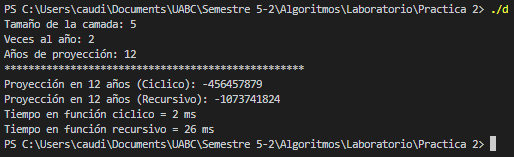 PS C:\Users\caudi\Documents\UABC\Semestre 5-2\Algoritmos\Laboratorio\Practica 2> ./d
Tamaño de la camada: 5
Veces al año: 2
Años de proyección: 12
**************************************************
Proyección en 12 años (Ciclico): -456457879
Proyección en 12 años (Recursivo): -1073741824
Tiempo en función ciclico = 2 ms
Tiempo en función recursivo = 26 ms
PS C:\Users\caudi\Documents\UABC\Semestre 5-2\Algoritmos\Laboratorio\Practica 2>